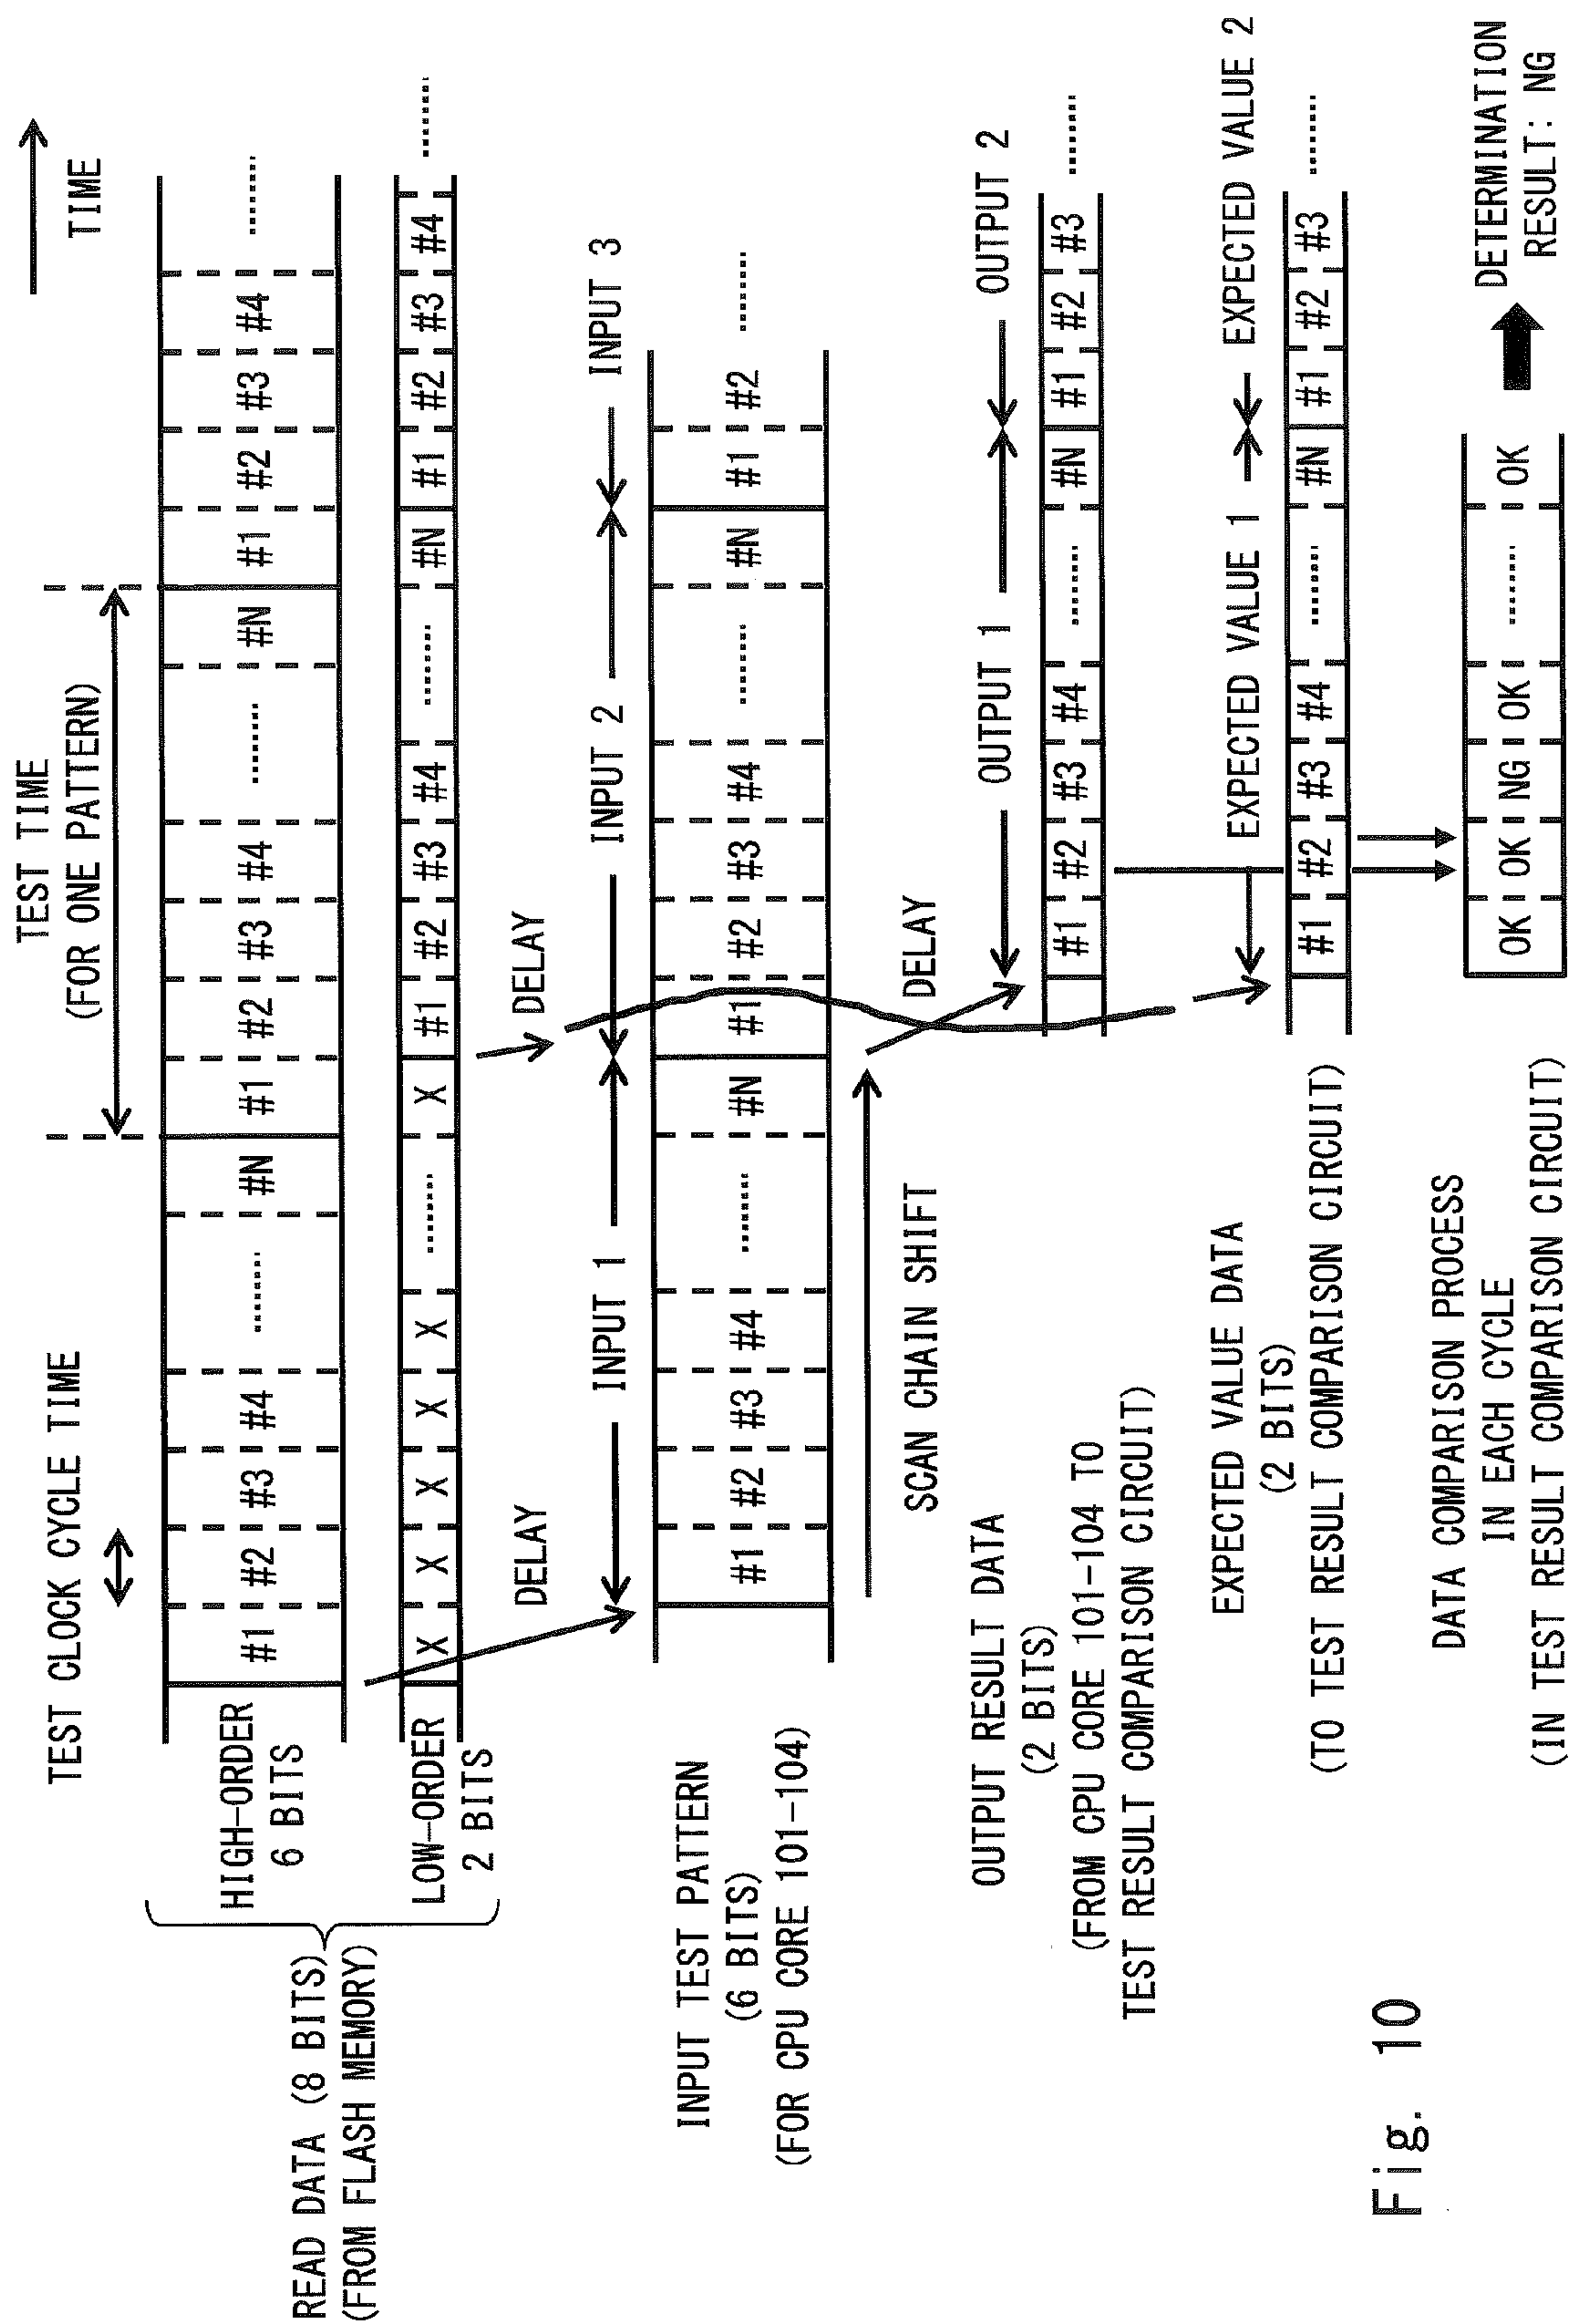 TIME
TEST CLOCK CYCLE TIME
TEST TIME
(FOR ONE PATTERN)
READ DATA (8 BITS)
(FROM FLASH MEMORY)
HIGH-ORDER
6 BITS
#1 #2 #3 #4 ........ #N #1 #2 #3 #4 ........ #N #1 #2 #3 #4 ........
LOW-ORDER
2 BITS
X X X X X ........ X #1 #2 #3 #4 ........ #N #1 #2 #3 #4 ........
DELAY
DELAY
INPUT 1
INPUT 2
INPUT 3
INPUT TEST PATTERN
(6 BITS)
(FOR CPU CORE 101-104)
#1 #2 #3 #4 ........ #N #1 #2 #3 #4 ........ #N #1 #2 ........
SCAN CHAIN SHIFT
DELAY
OUTPUT 1
OUTPUT 2
OUTPUT RESULT DATA
(2 BITS)
(FROM CPU CORE 101-104 TO
TEST RESULT COMPARISON CIRCUIT)
#1 #2 #3 #4 ........ #N #1 #2 #3 ........
EXPECTED VALUE 1
EXPECTED VALUE 2
EXPECTED VALUE DATA
(2 BITS)
(TO TEST RESULT COMPARISON CIRCUIT)
#1 #2 #3 #4 ........ #N #1 #2 #3 ........
DATA COMPARISON PROCESS
IN EACH CYCLE
(IN TEST RESULT COMPARISON CIRCUIT)
OK OK NG OK ........ OK
DETERMINATION
RESULT: NG
Fig. 10